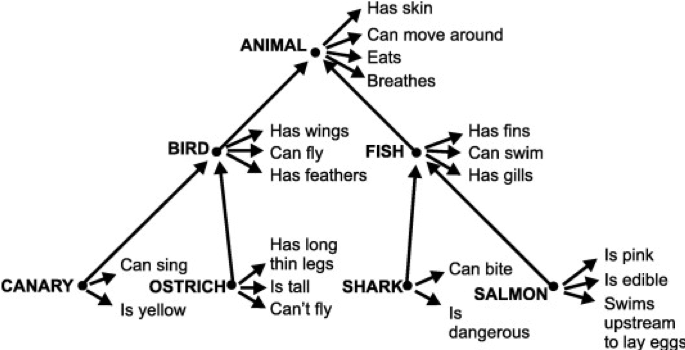 Has skin
ANIMAL
Can move around
Eats
Breathes
BIRD
Has wings
Can fly
Has feathers
FISH
Has fins
Can swim
Has gills
CANARY
Can sing
Is yellow
OSTRICH
Has long
thin legs
Is tall
Can't fly
SHARK
Can bite
Is
dangerous
SALMON
Is pink
Is edible
Swims
upstream
to lay eggs